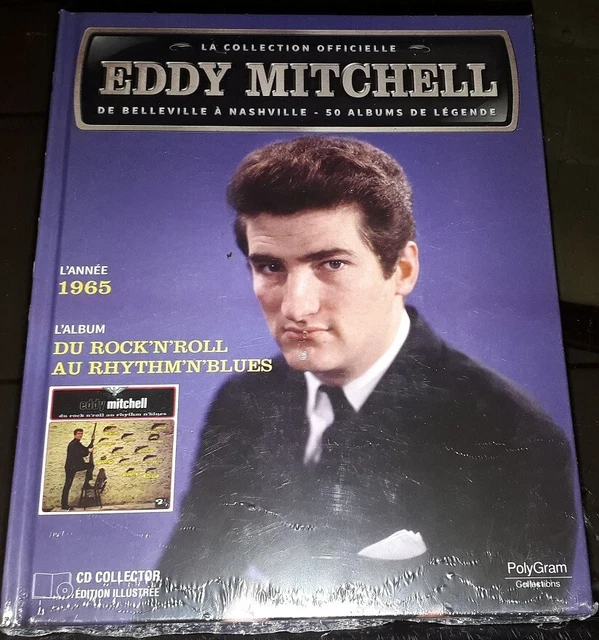 LA COLLECTION OFFICIELLE
EDDY MITCHELL
DE BELLEVILLE À NASHVILLE - 50 ALBUMS DE LÉGENDE
L'ANNÉE
1965
L'ALBUM
DU ROCK'N'ROLL
AU RHYTHM'N'BLUES
eddy mitchell
du rock n'roll au rhythm n'blues
CD COLLECTOR
ÉDITION ILLUSTRÉE
PolyGram
Collections